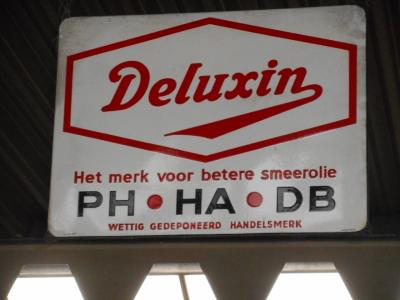 Deluxin
Het merk voor betere smeerolie
PH • HA • DB
WETTIG GEDEPONEERD HANDELSMERK